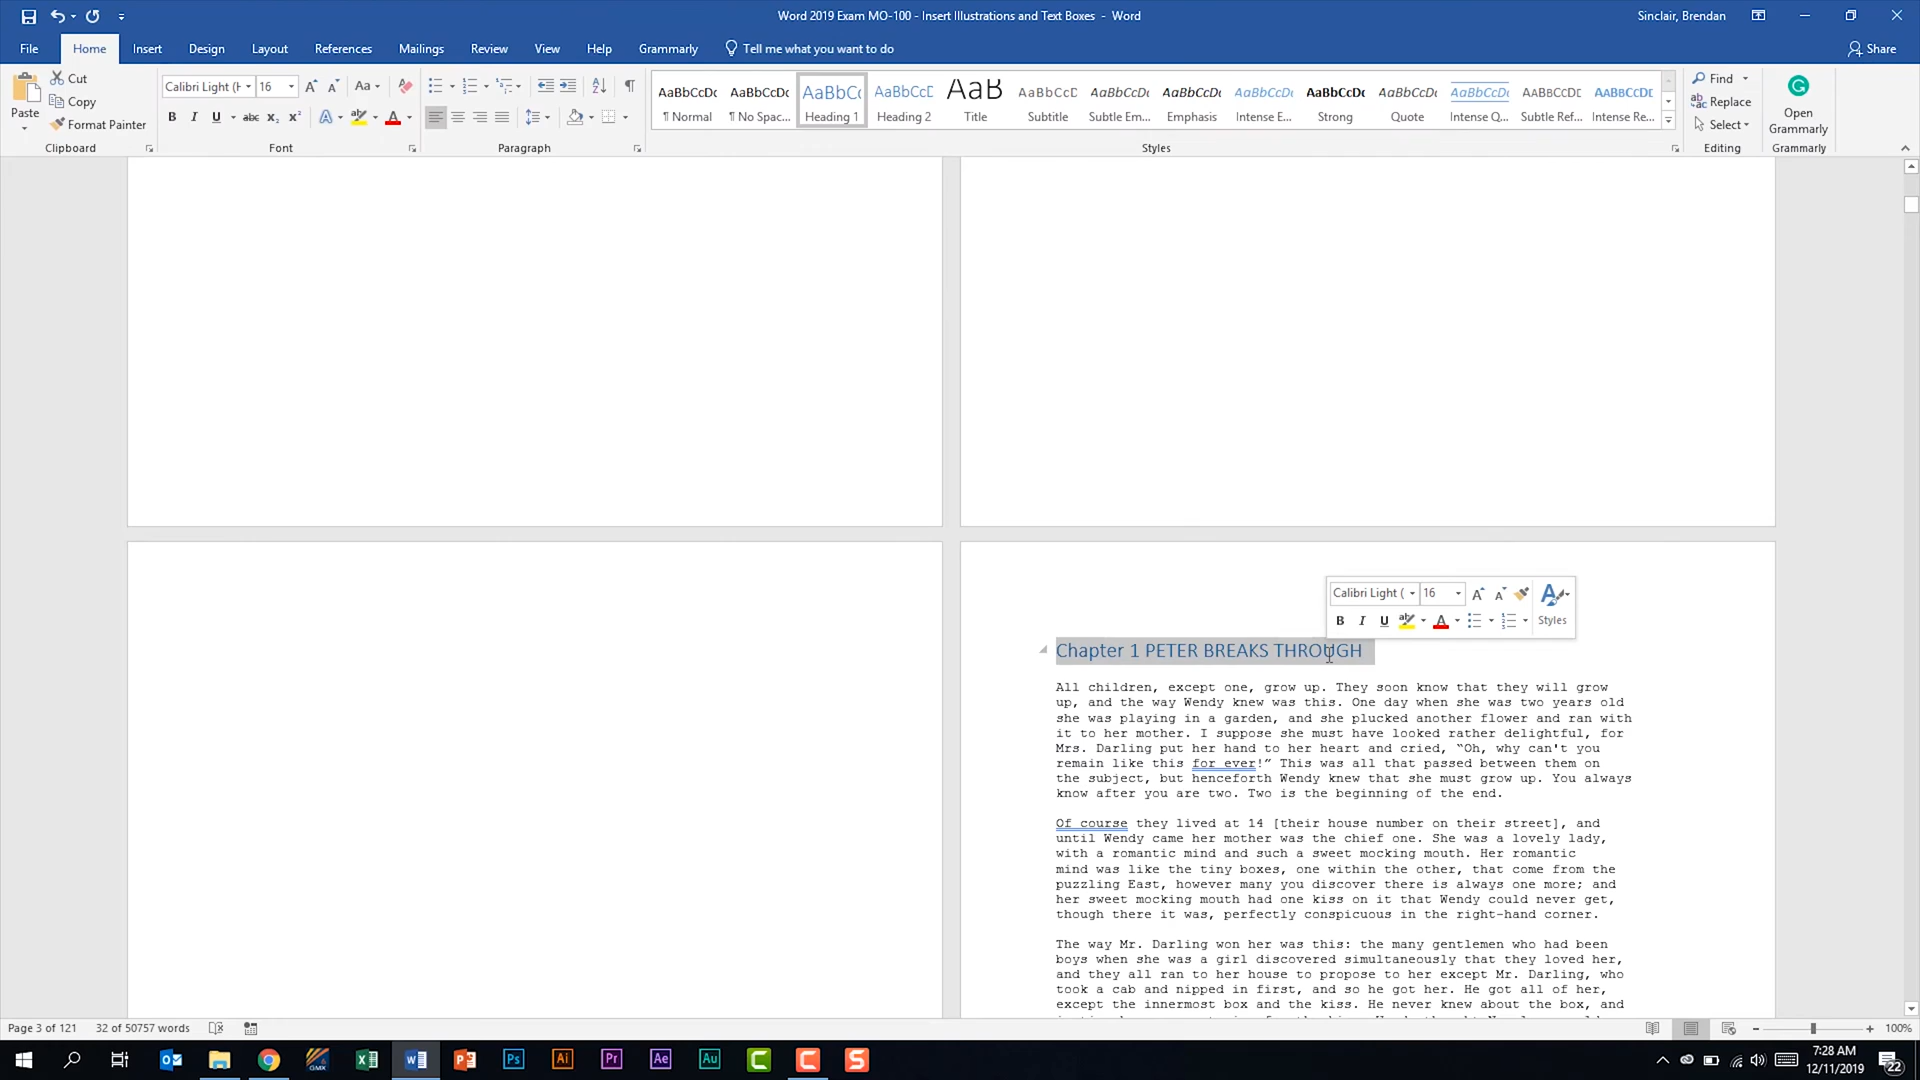 Word 2019 Exam MO-100 - Insert Illustrations and Text Boxes - Word
Sinclair, Brendan
File Home Insert Design Layout References Mailings Review View Help Grammarly Tell me what you want to do
Share
Paste
Cut
Copy
Format Painter
Clipboard
Calibri Light (H 16
Font
Paragraph
AaBbCcDc AaBbCcDc AaBbCc AaBbCcD AaB AaBbCcD AaBbCcDc AaBbCcDc AaBbCcDc AaBbCcDc AaBbCcDc AaBbCcDc AABBCCDC AABBCCDE
¶ Normal ¶ No Spac... Heading 1 Heading 2 Title Subtitle Subtle Em... Emphasis Intense E... Strong Quote Intense Q... Subtle Ref... Intense Re...
Styles
Find
Replace
Select
Editing
Open
Grammarly
Grammarly
Calibri Light ( 16
Styles
Chapter 1 PETER BREAKS THROUGH
All children, except one, grow up. They soon know that they will grow
up, and the way Wendy knew was this. One day when she was two years old
she was playing in a garden, and she plucked another flower and ran with
it to her mother. I suppose she must have looked rather delightful, for
Mrs. Darling put her hand to her heart and cried, “Oh, why can't you
remain like this for ever!” This was all that passed between them on
the subject, but henceforth Wendy knew that she must grow up. You always
know after you are two. Two is the beginning of the end.
Of course they lived at 14 [their house number on their street], and
until Wendy came her mother was the chief one. She was a lovely lady,
with a romantic mind and such a sweet mocking mouth. Her romantic
mind was like the tiny boxes, one within the other, that come from the
puzzling East, however many you discover there is always one more; and
her sweet mocking mouth had one kiss on it that Wendy could never get,
though there it was, perfectly conspicuous in the right-hand corner.
The way Mr. Darling won her was this: the many gentlemen who had been
boys when she was a girl discovered simultaneously that they loved her,
and they all ran to her house to propose to her except Mr. Darling, who
took a cab and nipped in first, and so he got her. He got all of her,
except the innermost box and the kiss. He never knew about the box, and
Page 3 of 121 32 of 50757 words
100%
7:28 AM
12/11/2019
22